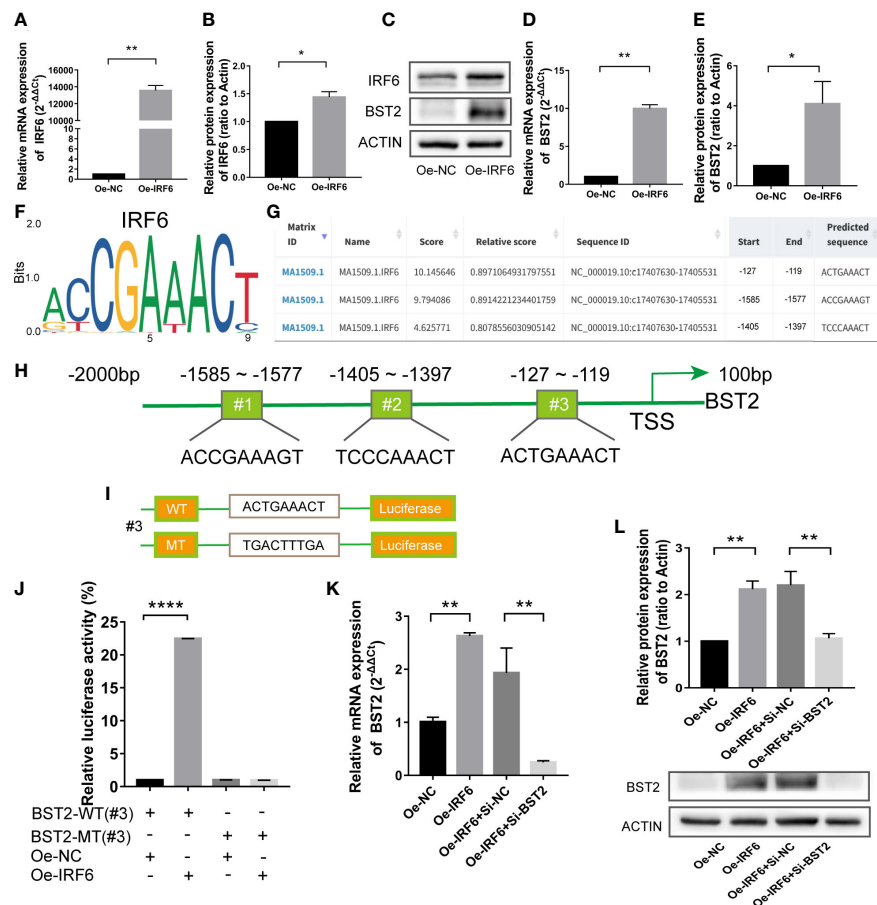 A
Relative mRNA expression
of IRF6 (2-ΔΔCt)
16000
14000
12000
10000
10
8
6
4
2
0
**
Oe-NC
Oe-IRF6
B
Relative protein expression
of IRF6 (ratio to Actin)
2.0
1.5
1.0
0.5
0.0
*
Oe-NC
Oe-IRF6
C
IRF6
BST2
ACTIN
Oe-NC Oe-IRF6
D
Relative mRNA expression
of BST2 (2-ΔΔCt)
15
10
5
0
**
Oe-NC
Oe-IRF6
E
Relative protein expression
of BST2 (ratio to Actin)
8
6
4
2
0
*
Oe-NC
Oe-IRF6
F
IRF6
Bits
2.0
1.0
0.0
ACCGAAACT
5
9
G
Matrix ID Name Score Relative score Sequence ID Start End Predicted sequence
MA1509.1 MA1509.1.IRF6 10.145646 0.8971064931797551 NC_000019.10:c17407630-17405531 -127 -119 ACTGAAACT
MA1509.1 MA1509.1.IRF6 9.794086 0.8914221234401759 NC_000019.10:c17407630-17405531 -1585 -1577 ACCGAAAGT
MA1509.1 MA1509.1.IRF6 4.625771 0.8078556030905142 NC_000019.10:c17407630-17405531 -1405 -1397 TCCCAAACT
H
-2000bp -1585 ~ -1577 -1405 ~ -1397 -127 ~ -119 100bp
#1 #2 #3 TSS BST2
ACCGAAAGT TCCCAAACT ACTGAAACT
I
#3
WT ACTGAAACT Luciferase
MT TGACTTTGA Luciferase
J
Relative luciferase activity (%)
25
20
15
10
5
0
****
BST2-WT(#3) + + - -
BST2-MT(#3) - - + +
Oe-NC + - + -
Oe-IRF6 - + - +
K
Relative mRNA expression
of BST2 (2-ΔΔCt)
3
2
1
0
** **
Oe-NC
Oe-IRF6
Oe-IRF6+Si-NC
Oe-IRF6+Si-BST2
L
Relative protein expression
of BST2 (ratio to Actin)
3
2
1
0
** **
Oe-NC
Oe-IRF6
Oe-IRF6+Si-NC
Oe-IRF6+Si-BST2
BST2
ACTIN
Oe-NC
Oe-IRF6
Oe-IRF6+Si-NC
Oe-IRF6+Si-BST2